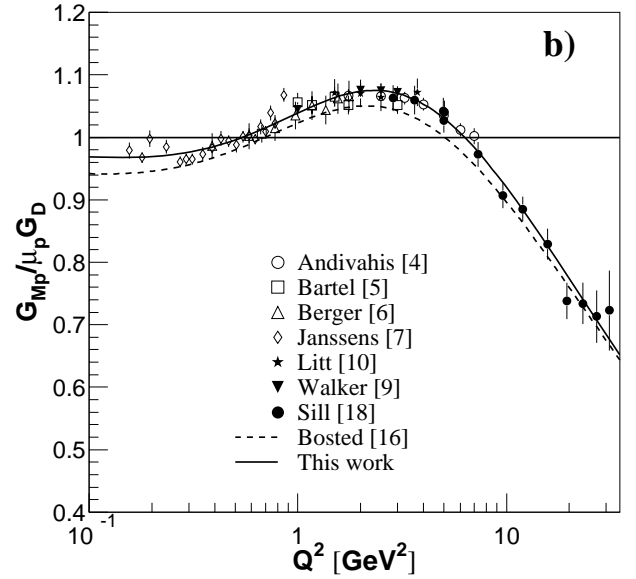 b)
1.2
1.1
1
0.9
0.8
0.7
0.6
0.5
0.4
G_Mp/μ_pG_D
Andivahis [4]
Bartel [5]
Berger [6]
Janssens [7]
Litt [10]
Walker [9]
Sill [18]
Bosted [16]
This work
10^-1
1
10
Q^2 [GeV^2]